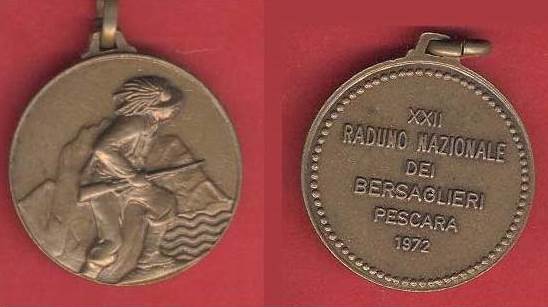 XXII
RADUNO NAZIONALE
DEI
BERSAGLIERI
PESCARA
1972